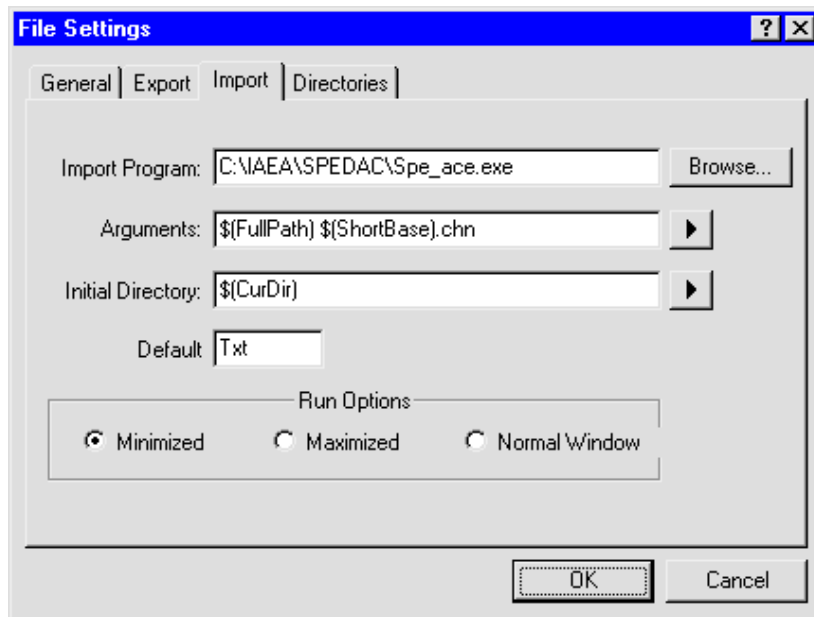 File Settings
General Export Import Directories
Import Program: C:\IAEA\SPEDAC\Spe_ace.exe Browse...
Arguments: $(FullPath) $(ShortBase).chn
Initial Directory: $(CurDir)
Default Txt
Run Options
Minimized Maximized Normal Window
OK Cancel